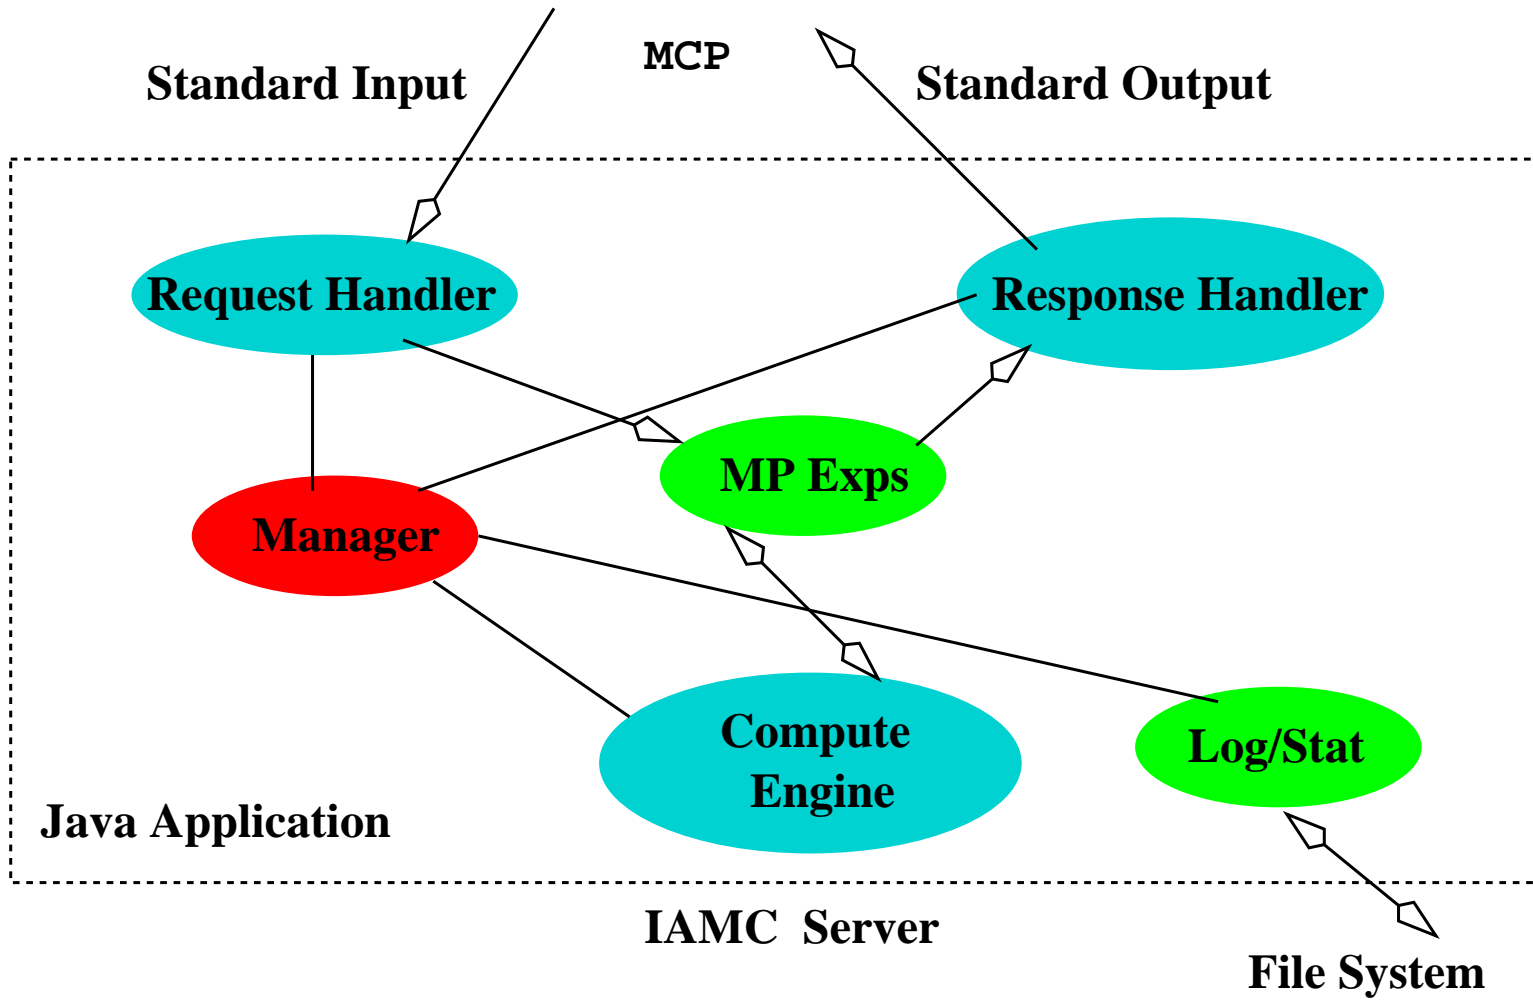 MCP
Standard Input
Standard Output
Request Handler
Response Handler
MP Exps
Manager
Compute
Engine
Log/Stat
Java Application
IAMC Server
File System